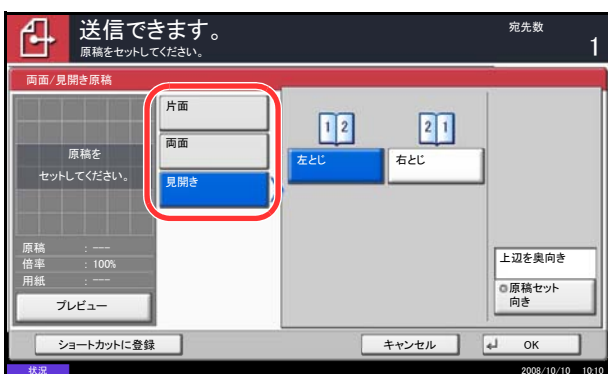 送信できます。
原稿をセットしてください。
宛先数
1
両面/見開き原稿
原稿を
セットしてください。
原稿 : ---
倍率 : 100%
用紙 : ---
プレビュー
片面
両面
見開き
1 2
2 1
左とじ
右とじ
上辺を奥向き
原稿セット
向き
ショートカットに登録
キャンセル
OK
状況
2008/10/10 10:10